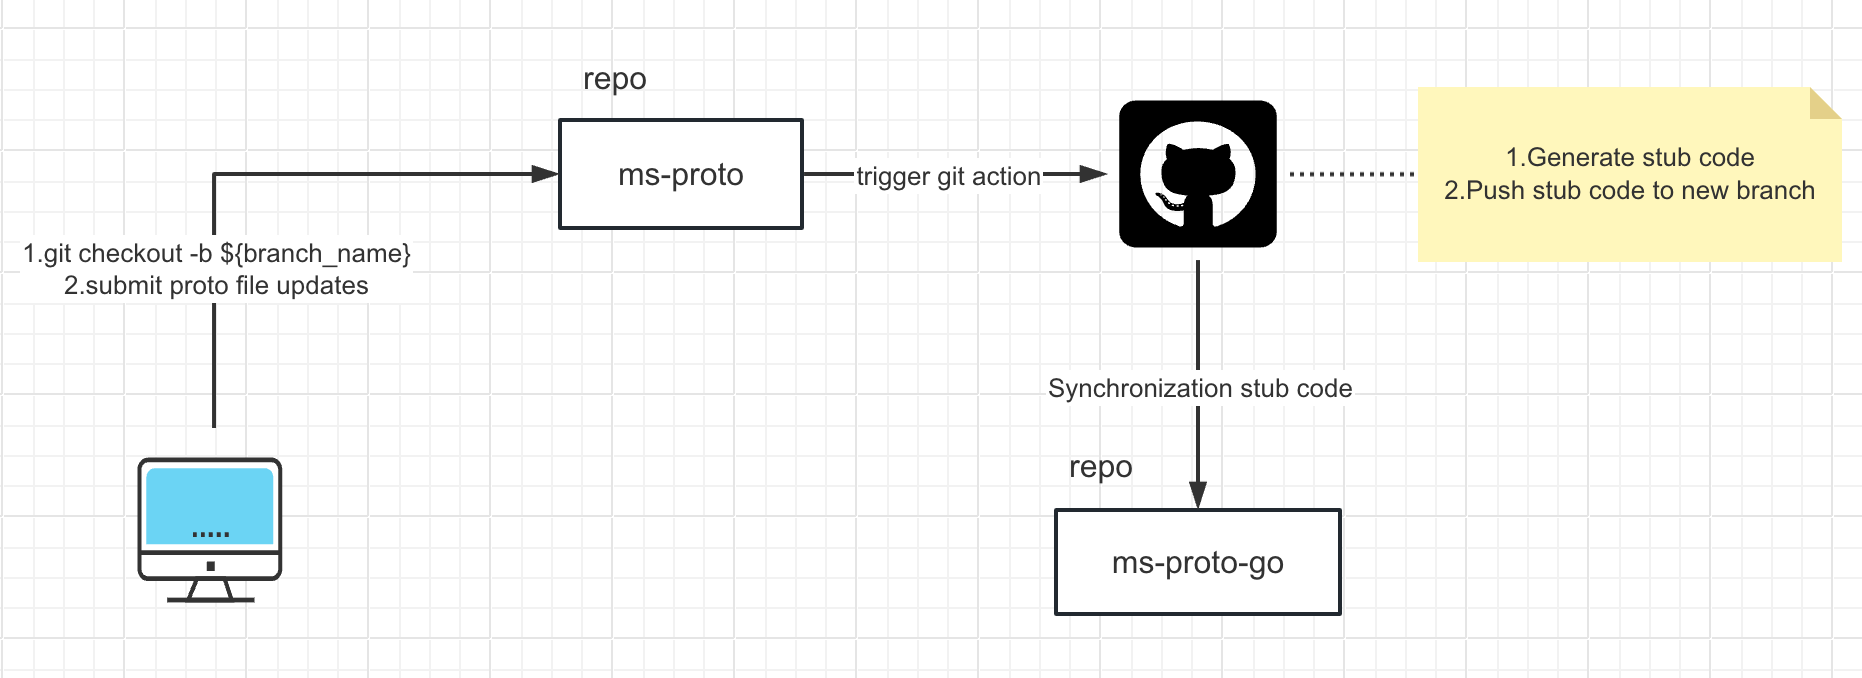 repo
ms-proto
trigger git action
1.Generate stub code
2.Push stub code to new branch
1.git checkout -b ${branch_name}
2.submit proto file updates
Synchronization stub code
repo
ms-proto-go